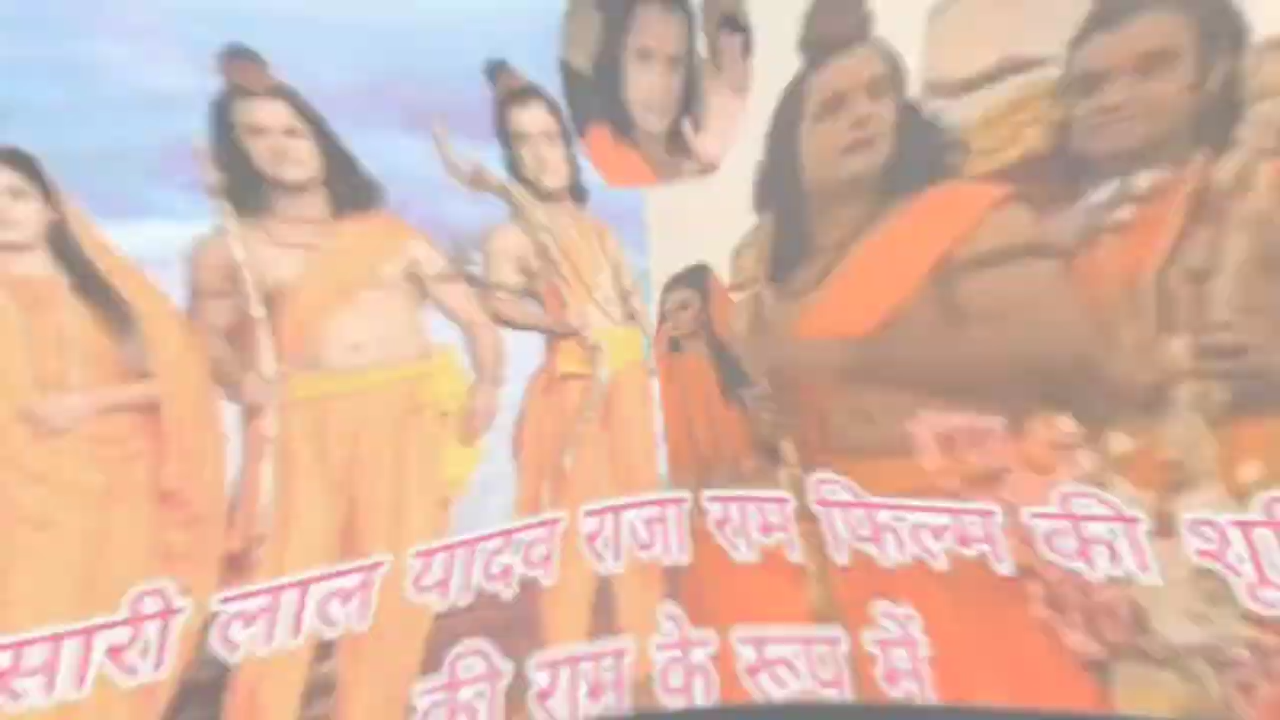 सारी लाल यादव राजा राम फिल्म की
की राम के रूप में